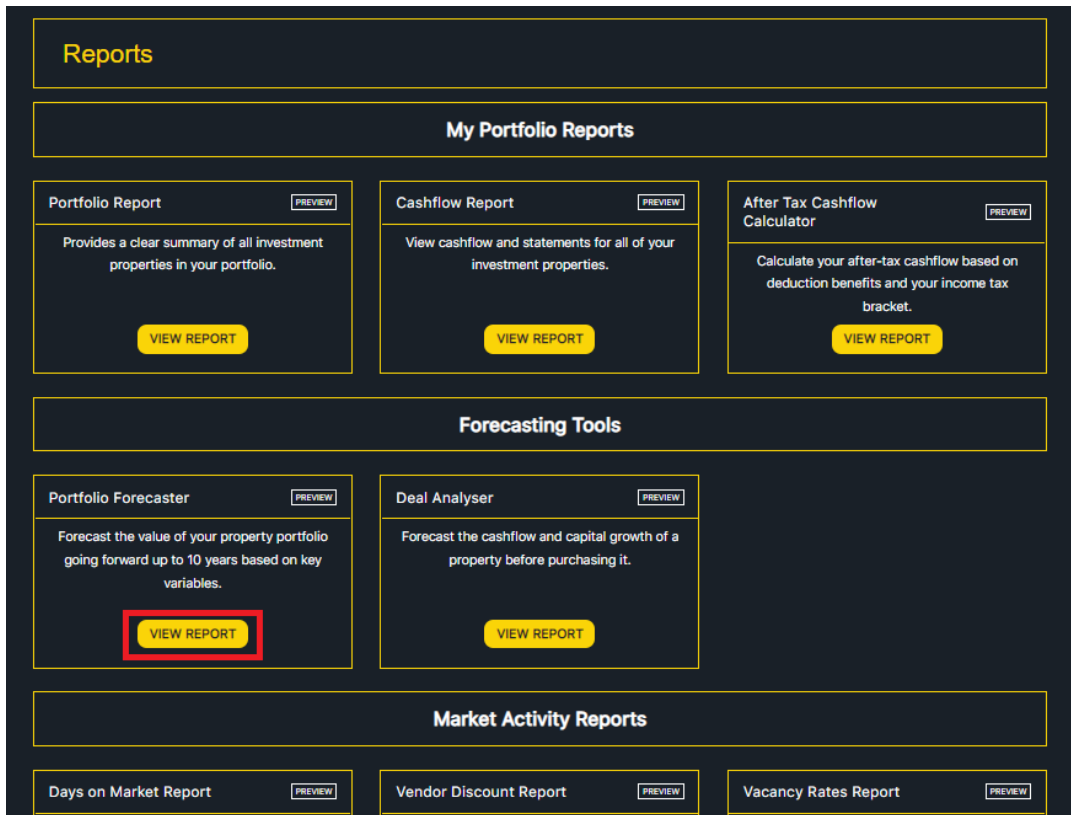 Reports
My Portfolio Reports
Portfolio Report
PREVIEW
Provides a clear summary of all investment
properties in your portfolio.
VIEW REPORT
Cashflow Report
PREVIEW
View cashflow and statements for all of your
investment properties.
VIEW REPORT
After Tax Cashflow
Calculator
PREVIEW
Calculate your after-tax cashflow based on
deduction benefits and your income tax
bracket.
VIEW REPORT
Forecasting Tools
Portfolio Forecaster
PREVIEW
Forecast the value of your property portfolio
going forward up to 10 years based on key
variables.
VIEW REPORT
Deal Analyser
PREVIEW
Forecast the cashflow and capital growth of a
property before purchasing it.
VIEW REPORT
Market Activity Reports
Days on Market Report
PREVIEW
Vendor Discount Report
PREVIEW
Vacancy Rates Report
PREVIEW